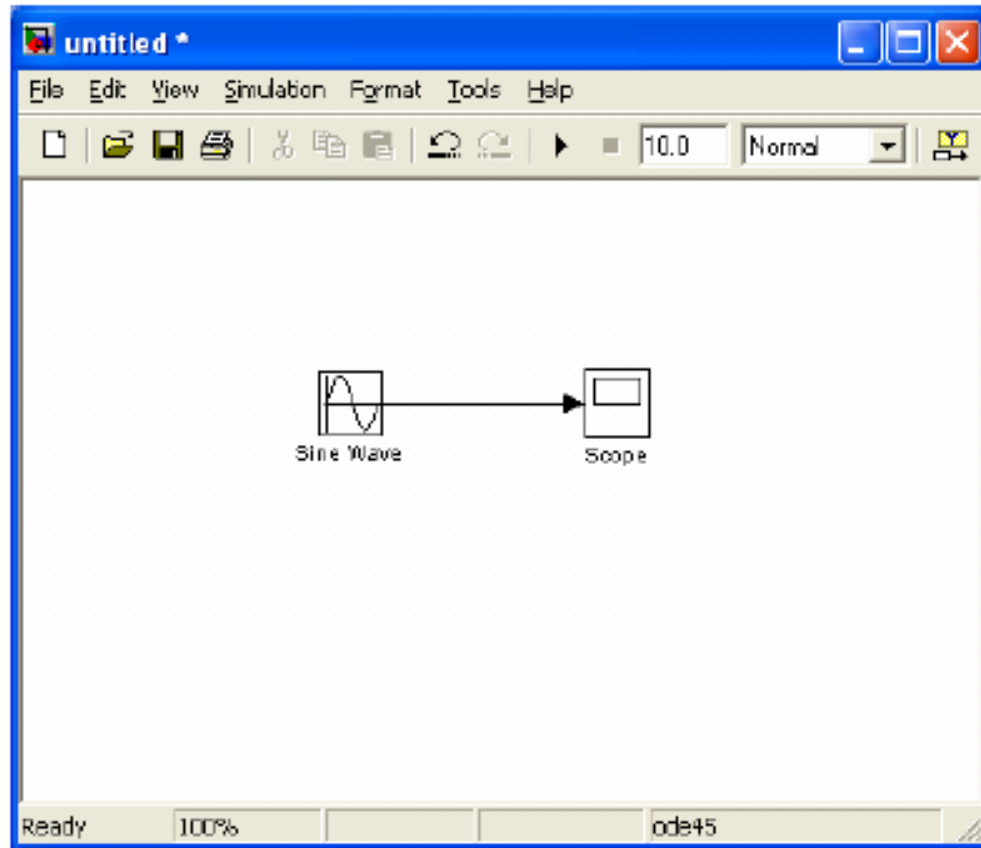 untitled *
File Edit View Simulation Format Tools Help
10.0 Normal
Sine Wave Scope
Ready 100% ode45